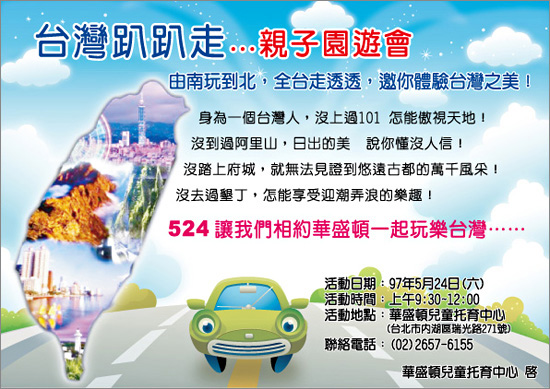 台灣趴趴走...親子園遊會
由南玩到北，全台走透透，邀你體驗台灣之美！
身為一個台灣人，沒上過101 怎能傲視天地！
沒到過阿里山，日出的美 說你懂沒人信！
沒踏上府城，就無法見證到悠遠古都的萬千風采！
沒去過墾丁，怎能享受迎潮弄浪的樂趣！
524 讓我們相約華盛頓一起玩樂台灣……
活動日期：97年5月24日(六)
活動時間：上午9:30~12:00
活動地點：華盛頓兒童托育中心
(台北市內湖區瑞光路271號)
聯絡電話：(02)2657-6155
華盛頓兒童托育中心 啓